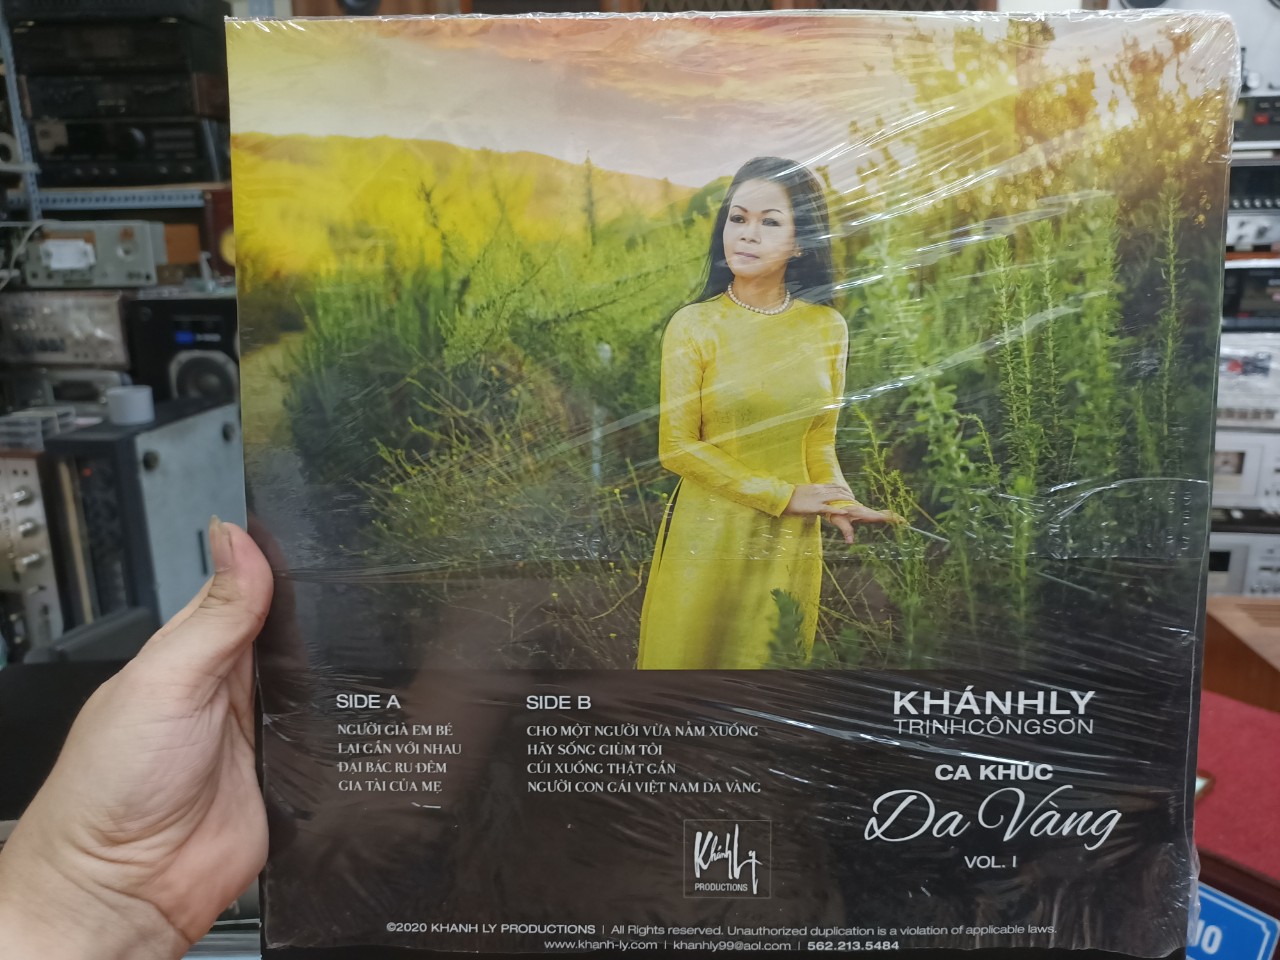 SIDE A
NGƯỜI GIÀ EM BÉ
LẠI GẦN VỚI NHAU
ĐẠI BÁC RU ĐÊM
GIA TÀI CỦA MẸ
SIDE B
CHO MỘT NGƯỜI VỪA NẰM XUỐNG
HÃY SỐNG GIÙM TÔI
CÚI XUỐNG THẬT GẦN
NGƯỜI CON GÁI VIỆT NAM DA VÀNG
KHÁNHLY
TRỊNHCÔNGSƠN
CA KHÚC
Da Vàng
VOL. I
Khánh Ly
PRODUCTIONS
©2020 KHANH LY PRODUCTIONS | All Rights reserved. Unauthorized duplication is a violation of applicable laws.
www.khanh-ly.com | khanhly99@aol.com | 562.213.5484